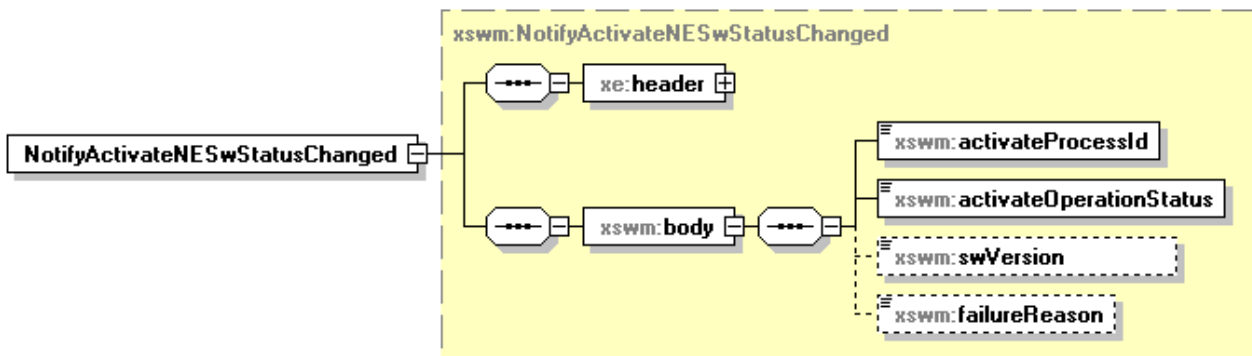 xswm:NotifyActivateNESwStatusChanged
xe:header
NotifyActivateNESwStatusChanged
xswm:activateProcessId
xswm:activateOperationStatus
xswm:body
xswm:swVersion
xswm:failureReason